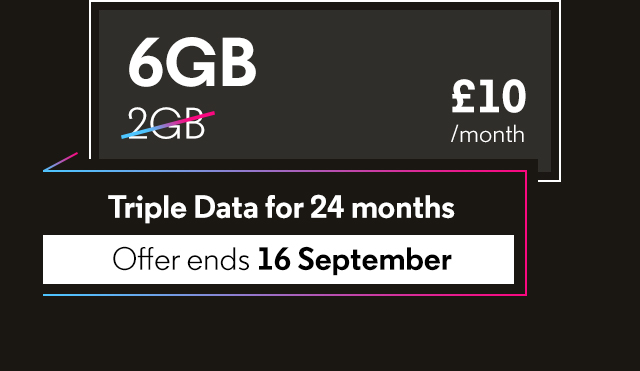 6GB
2GB
£10
/month
Triple Data for 24 months
Offer ends 16 September